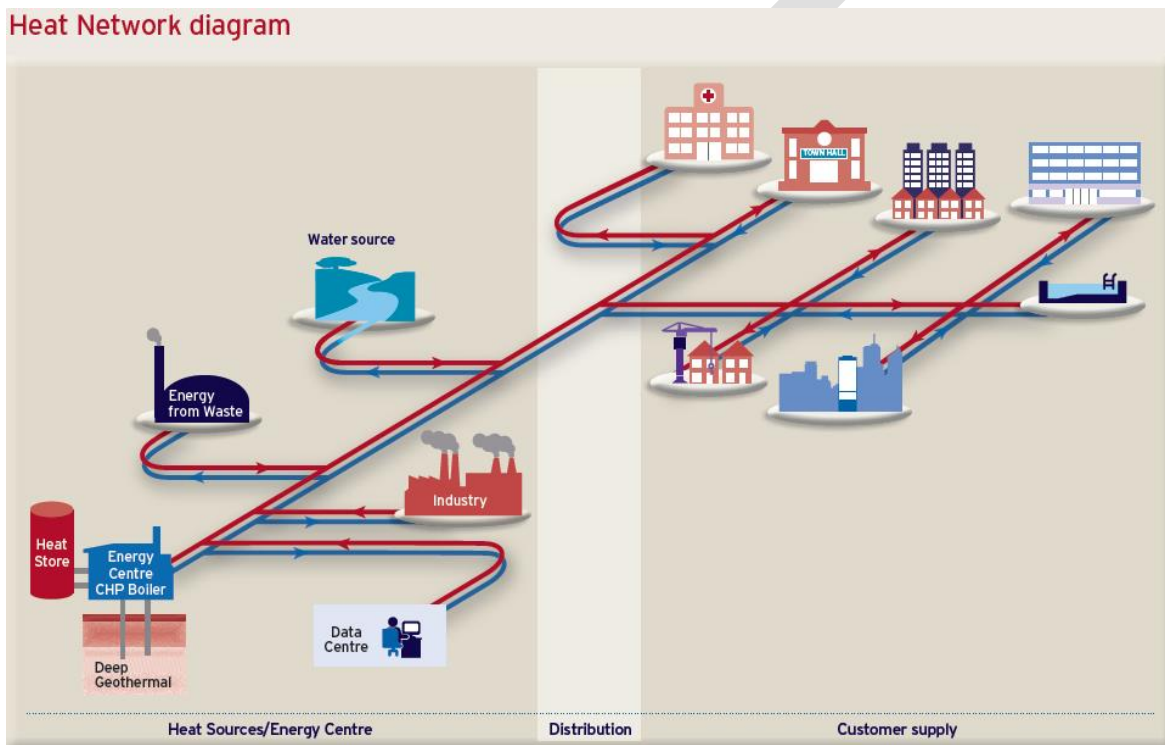 Heat Network diagram
TOWN HALL
Water source
Energy
from Waste
Industry
Heat
Store
Energy
Centre
CHP Boiler
Data
Centre
Deep
Geothermal
Heat Sources/Energy Centre
Distribution
Customer supply